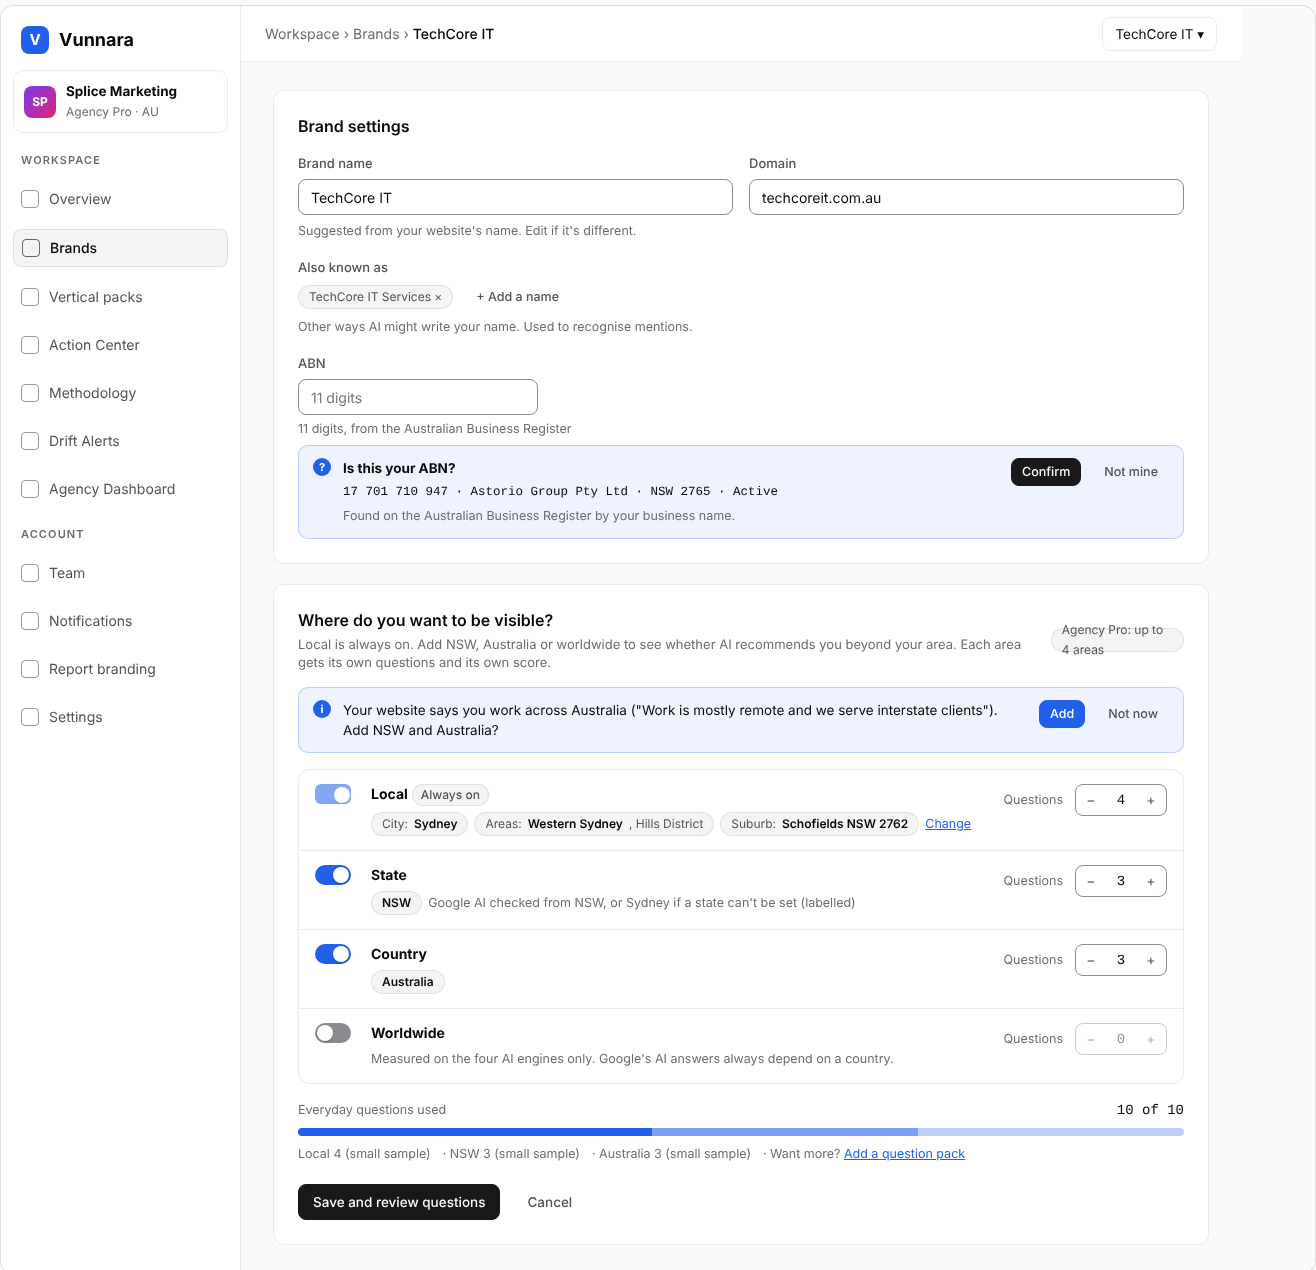 V Vunnara
Workspace › Brands › TechCore IT
TechCore IT ▾
SP
Splice Marketing
Agency Pro · AU
WORKSPACE
Overview
Brands
Vertical packs
Action Center
Methodology
Drift Alerts
Agency Dashboard
ACCOUNT
Team
Notifications
Report branding
Settings
Brand settings
Brand name
TechCore IT
Suggested from your website's name. Edit if it's different.
Domain
techcoreit.com.au
Also known as
TechCore IT Services ×
+ Add a name
Other ways AI might write your name. Used to recognise mentions.
ABN
11 digits
11 digits, from the Australian Business Register
?
Is this your ABN?
17 701 710 947 · Astorio Group Pty Ltd · NSW 2765 · Active
Found on the Australian Business Register by your business name.
Confirm
Not mine
Where do you want to be visible?
Local is always on. Add NSW, Australia or worldwide to see whether AI recommends you beyond your area. Each area
gets its own questions and its own score.
Agency Pro: up to
4 areas
i
Your website says you work across Australia ("Work is mostly remote and we serve interstate clients").
Add NSW and Australia?
Add
Not now
Local Always on
City: Sydney
Areas: Western Sydney , Hills District
Suburb: Schofields NSW 2762
Change
Questions − 4 +
State
NSW Google AI checked from NSW, or Sydney if a state can't be set (labelled)
Questions − 3 +
Country
Australia
Questions − 3 +
Worldwide
Measured on the four AI engines only. Google's AI answers always depend on a country.
Questions − 0 +
Everyday questions used
10 of 10
Local 4 (small sample) · NSW 3 (small sample) · Australia 3 (small sample) · Want more? Add a question pack
Save and review questions
Cancel